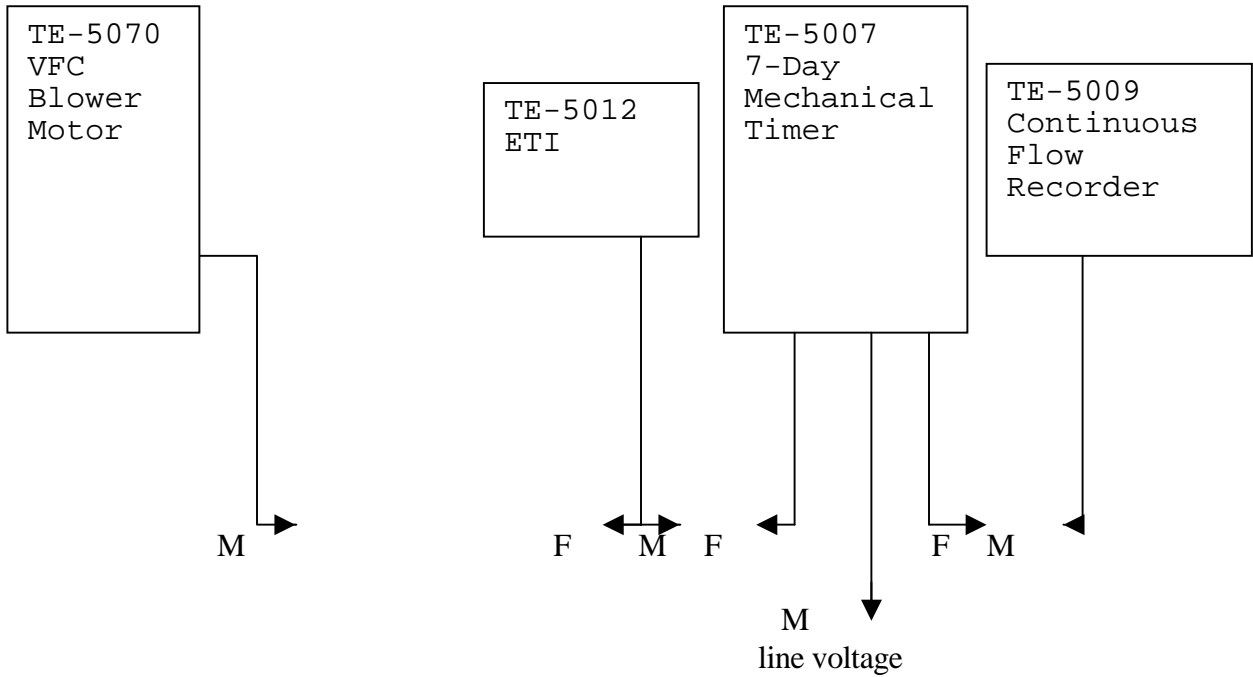 TE-5070
VFC
Blower
Motor
TE-5012
ETI
TE-5007
7-Day
Mechanical
Timer
TE-5009
Continuous
Flow
Recorder
M
F
M
F
F
M
M
line voltage